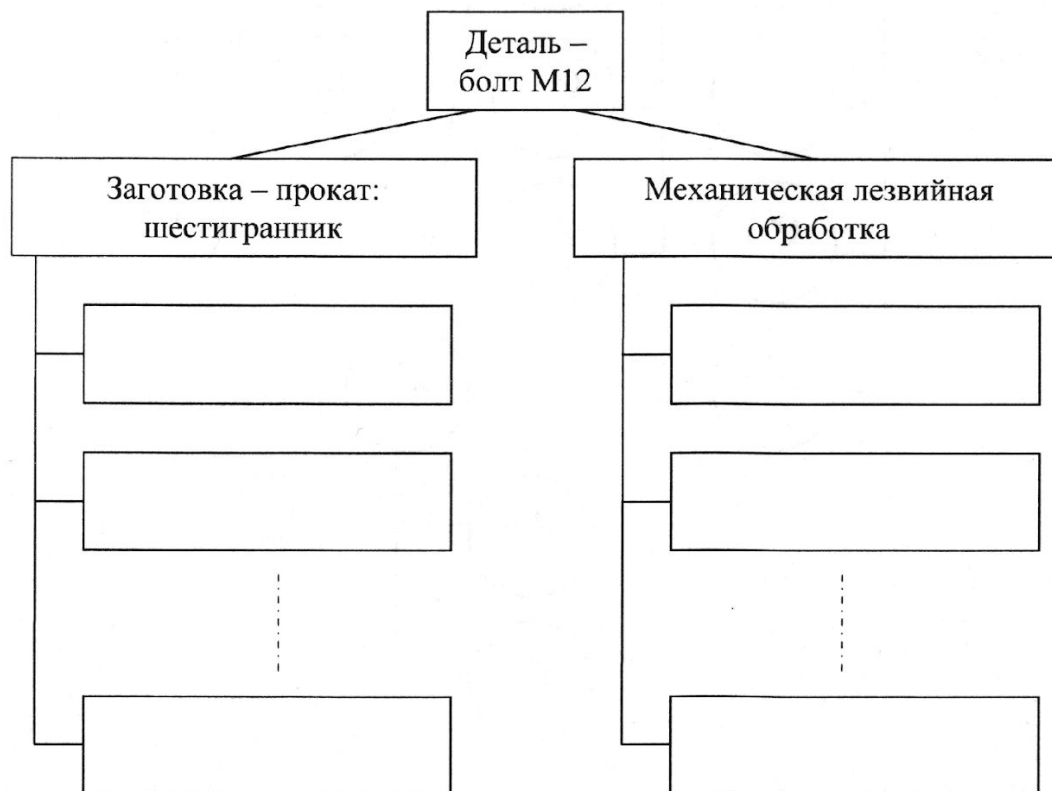 Деталь –
болт М12
Заготовка – прокат:
шестигранник
Механическая лезвийная
обработка